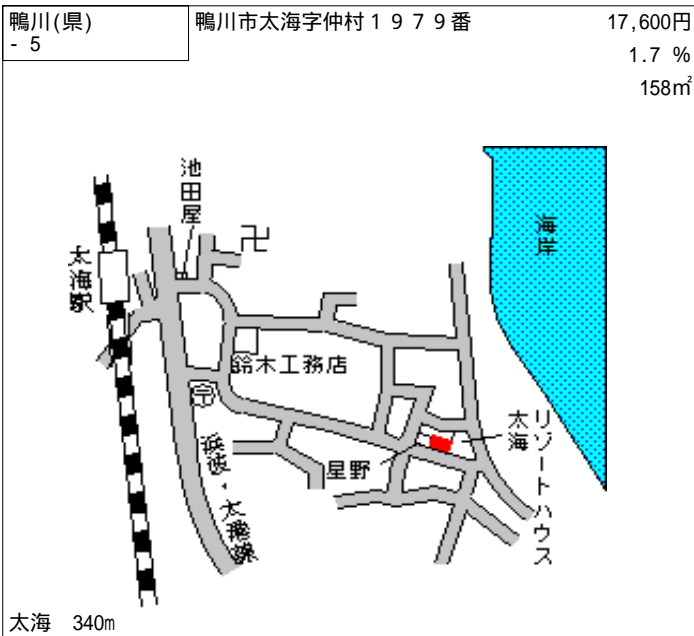 鴨川(県)
- 5
鴨川市太海字仲村１９７９番
17,600円
1.7 %
158㎡
池田屋
卍
海岸
太海駅
鈴木工務店
〒
浜波・太海線
星野
リゾートハウス
太海
太海 340m